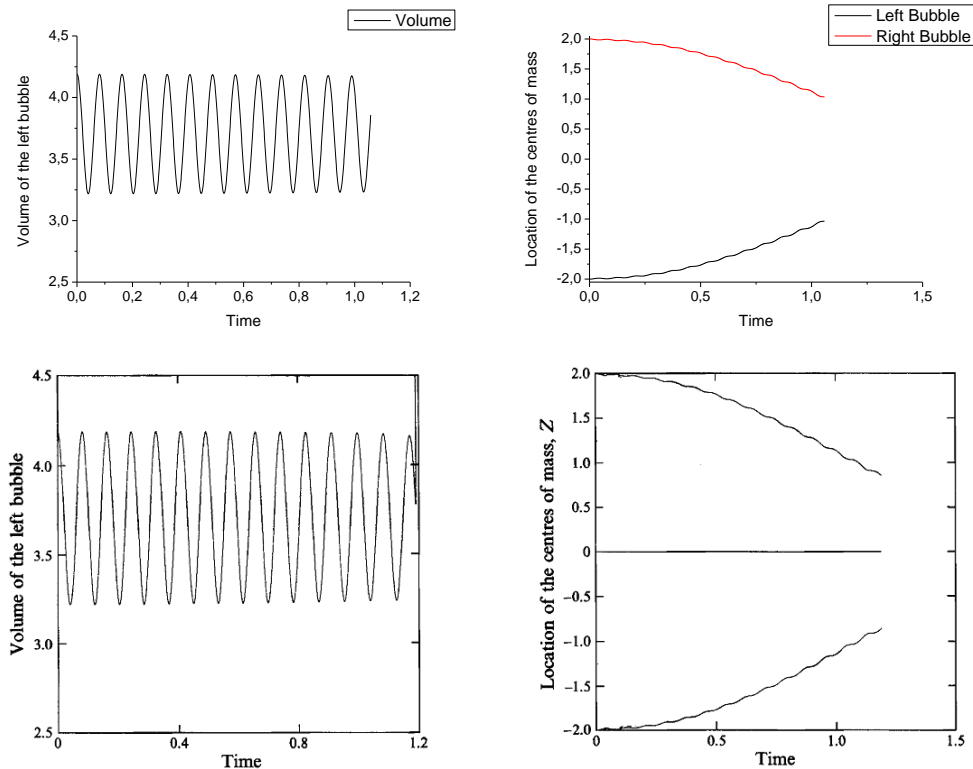 Volume
4,5
4,0
3,5
3,0
2,5
Volume of the left bubble
0,0 0,2 0,4 0,6 0,8 1,0 1,2
Time
Left Bubble
Right Bubble
2,0
1,5
1,0
0,5
0,0
-0,5
-1,0
-1,5
-2,0
Location of the centres of mass
0,0 0,5 1,0 1,5
Time
4.5
4.0
3.5
3.0
2.5
Volume of the left bubble
0 0.4 0.8 1.2
Time
2.0
1.5
1.0
0.5
0
−0.5
−1.0
−1.5
−2.0
Location of the centres of mass, Z
0 0.5 1.0 1.5
Time